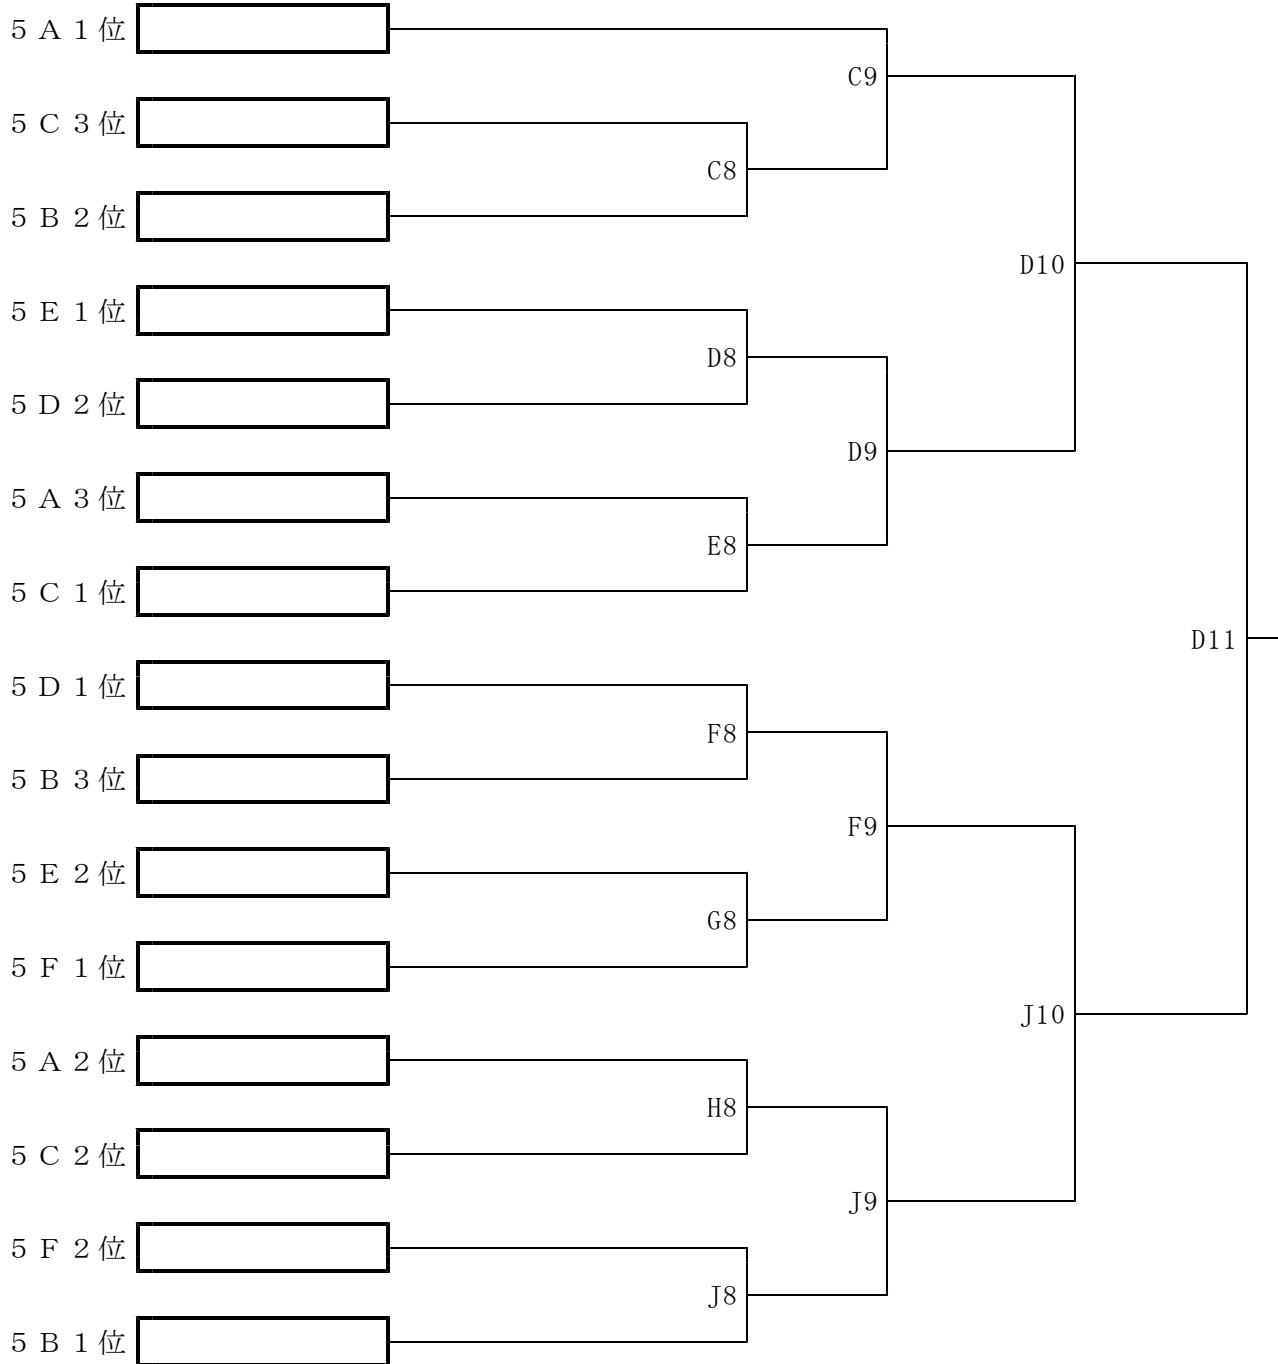 ５Ａ１位
C9
５Ｃ３位
C8
５Ｂ２位
D10
５Ｅ１位
D8
５Ｄ２位
D9
５Ａ３位
E8
５Ｃ１位
D11
５Ｄ１位
F8
５Ｂ３位
F9
５Ｅ２位
G8
５Ｆ１位
J10
５Ａ２位
H8
５Ｃ２位
J9
５Ｆ２位
J8
５Ｂ１位